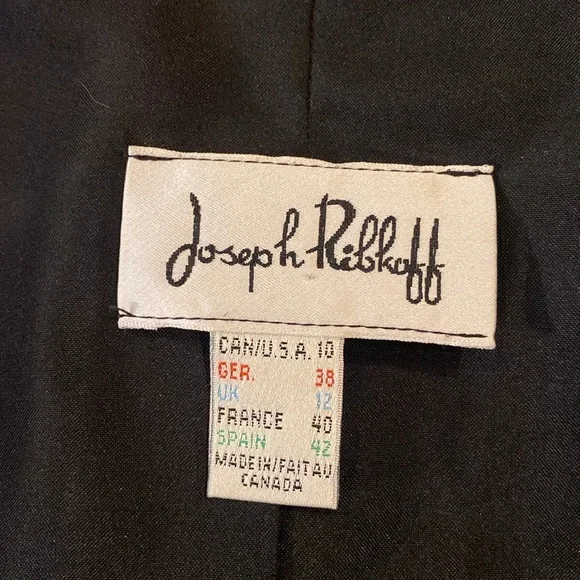 Joseph Ribkoff
CAN/U.S.A. 10
GER. 38
UK 12
FRANCE 40
SPAIN 42
MADE IN/FAIT AU
CANADA